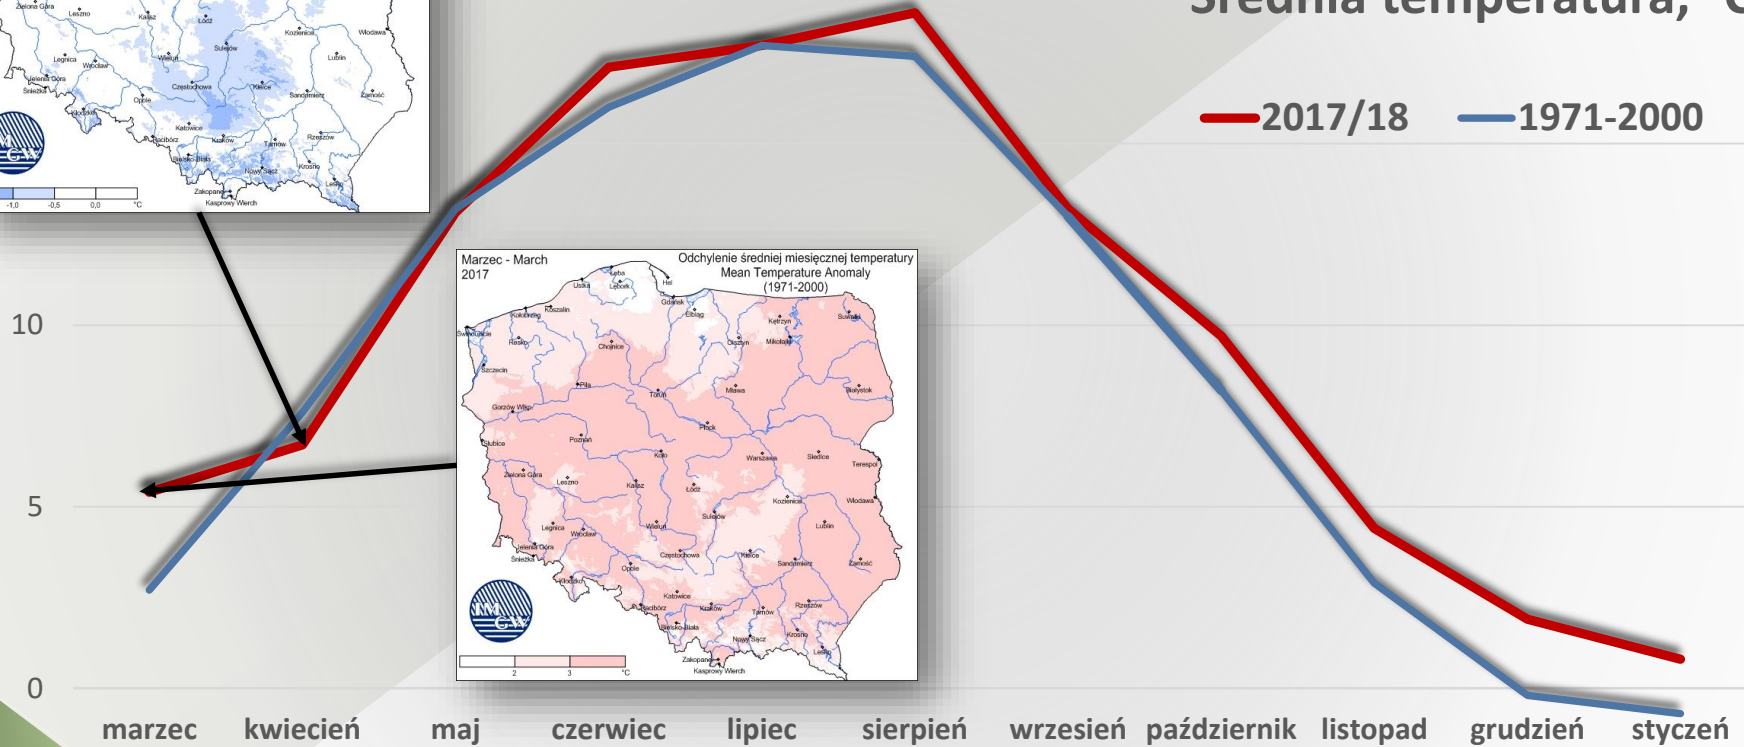 Średnia temperatura, °C
2017/18
1971-2000
Zielona Góra
Leszno
Kalisz
Łódź
Kozienice
Włodawa
Legnica
Wrocław
Wieluń
Sulejów
Lublin
Jelenia Góra
Śnieżka
Opole
Częstochowa
Kielce
Sandomierz
Zamość
Kłodzko
Racibórz
Katowice
Kraków
Tarnów
Rzeszów
Bielsko-Biała
Nowy Sącz
Krosno
Lesko
Zakopane
Kasprowy Wierch
-1,0
-0,5
0,0
°C
Marzec - March
2017
Odchylenie średniej miesięcznej temperatury
Mean Temperature Anomaly
(1971-2000)
Łeba
Ustka
Lębork
Hel
Gdańsk
Kołobrzeg
Koszalin
Elbląg
Kętrzyn
Suwałki
Świnoujście
Resko
Chojnice
Olsztyn
Mikołajki
Szczecin
Piła
Toruń
Mława
Białystok
Gorzów Wlkp.
Płock
Słubice
Poznań
Koło
Warszawa
Siedlce
Terespol
Zielona Góra
Leszno
Kalisz
Łódź
Kozienice
Włodawa
Legnica
Wrocław
Wieluń
Sulejów
Lublin
Jelenia Góra
Śnieżka
Opole
Częstochowa
Kielce
Sandomierz
Zamość
Kłodzko
Racibórz
Katowice
Kraków
Tarnów
Rzeszów
Bielsko-Biała
Nowy Sącz
Krosno
Lesko
Zakopane
Kasprowy Wierch
IM
GW
2
3
°C
10
5
0
marzec
kwiecień
maj
czerwiec
lipiec
sierpień
wrzesień
październik
listopad
grudzień
styczeń